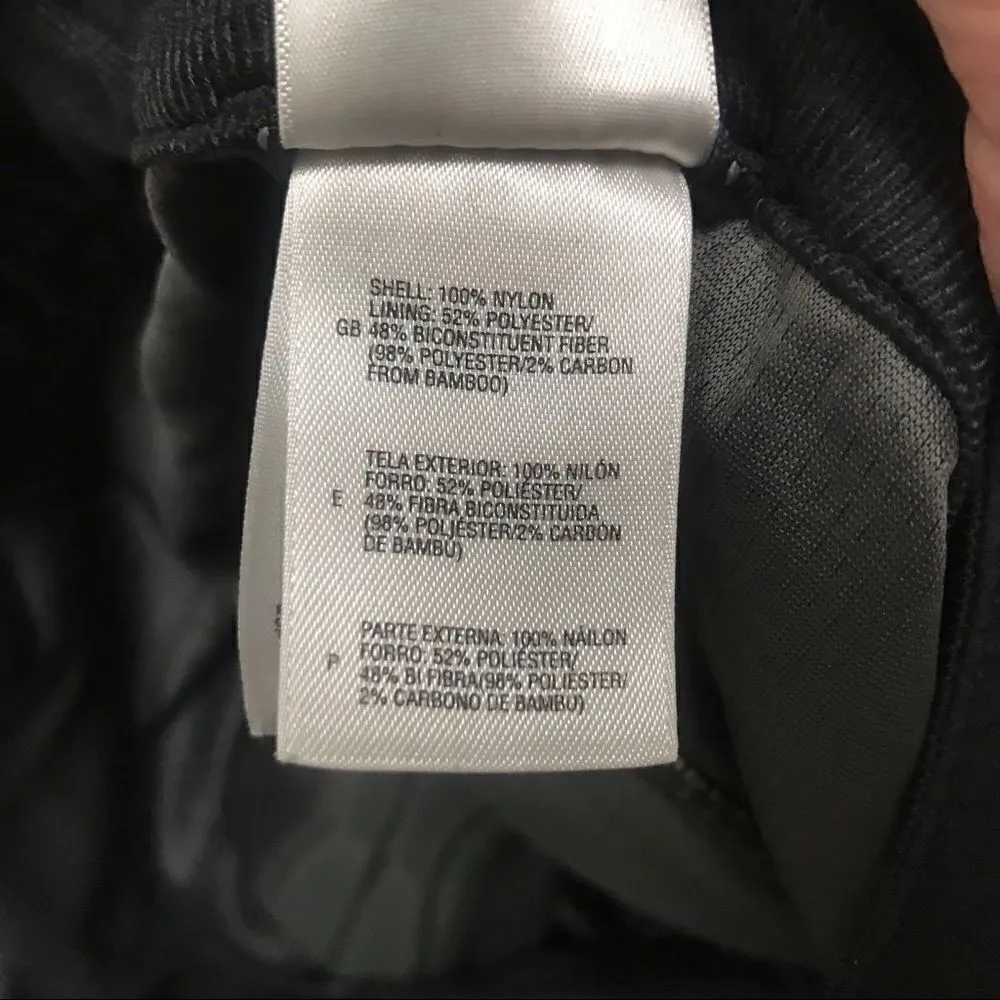 SHELL: 100% NYLON
LINING: 52% POLYESTER/
GB 48% BICONSTITUENT FIBER
(98% POLYESTER/2% CARBON
FROM BAMBOO)
TELA EXTERIOR: 100% NILÓN
FORRO: 52% POLIÉSTER/
E 48% FIBRA BICONSTITUIDA
(98% POLIÉSTER/2% CARBÓN
DE BAMBÚ)
PARTE EXTERNA: 100% NÁILON
FORRO: 52% POLIÉSTER/
P 48% BI FIBRA(98% POLIÉSTER/
2% CARBONO DE BAMBU)